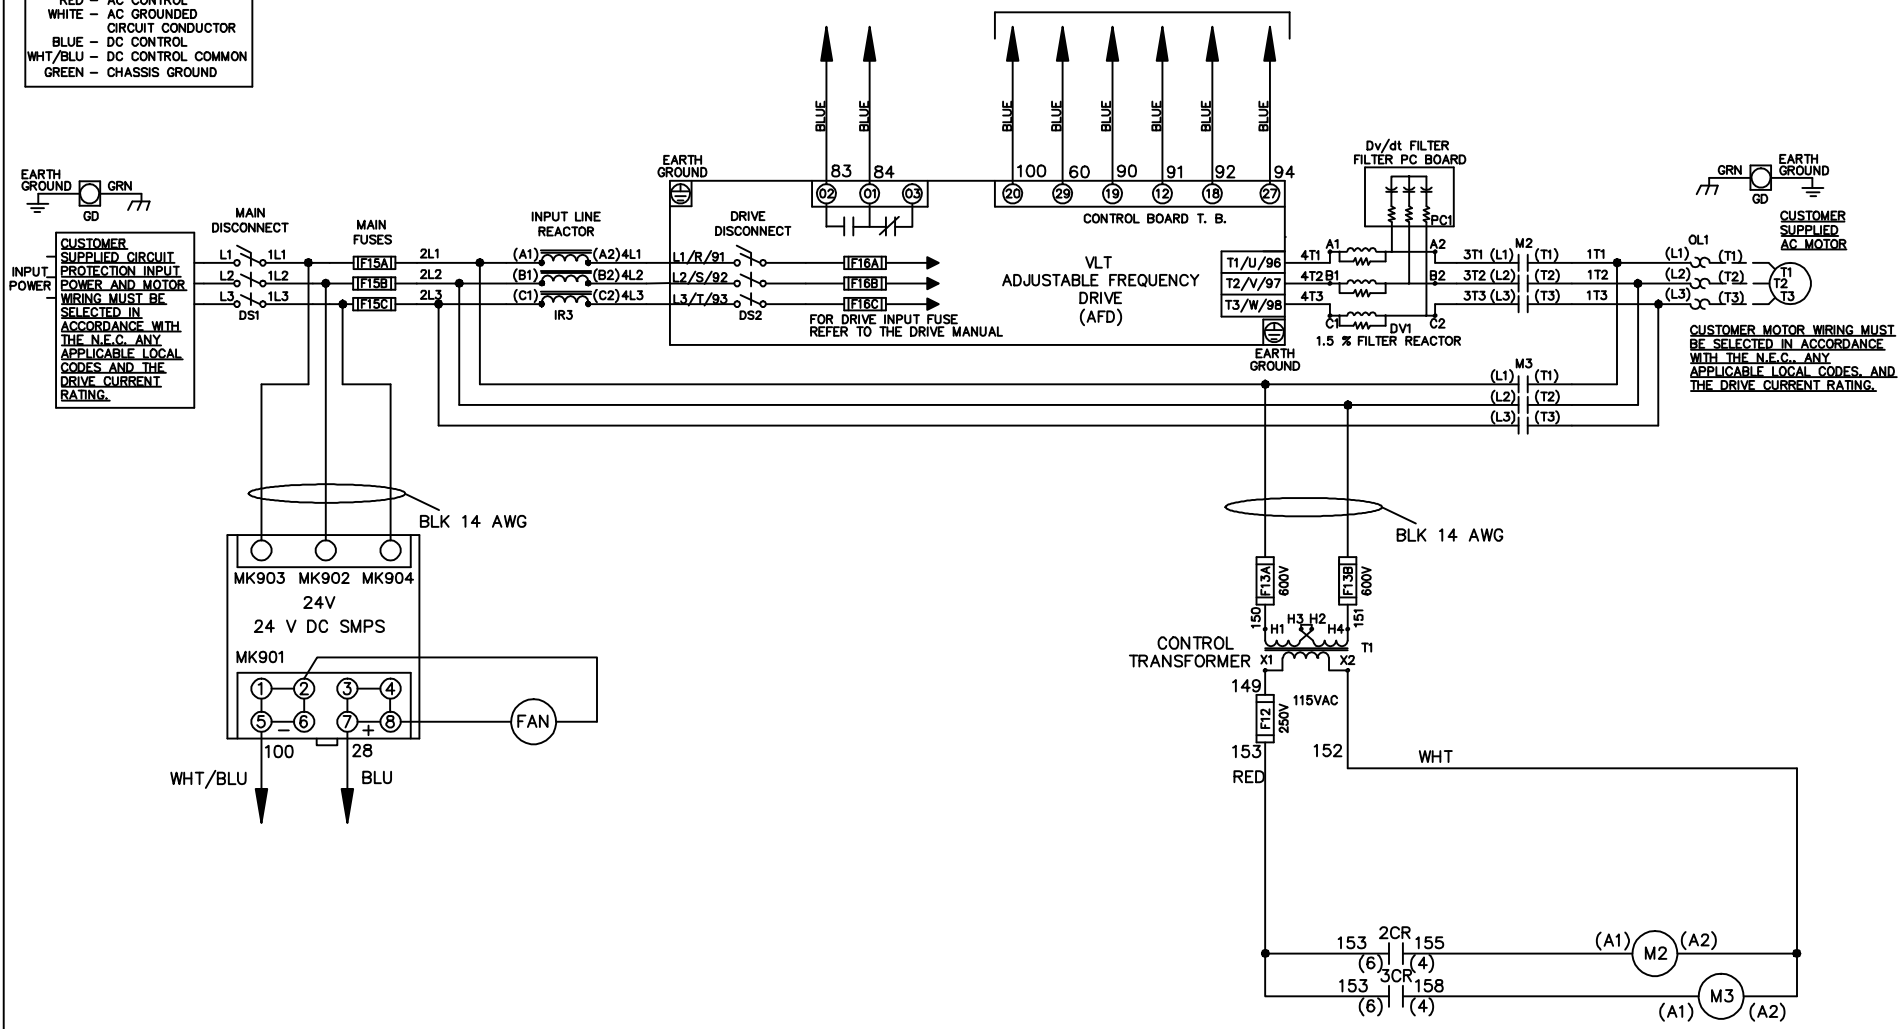 RED - AC CONTROL
WHITE - AC GROUNDED
CIRCUIT CONDUCTOR
BLUE - DC CONTROL
WHT/BLU - DC CONTROL COMMON
GREEN - CHASSIS GROUND
BLUE
BLUE
BLUE
BLUE
BLUE
BLUE
BLUE
BLUE
EARTH
GROUND
GRN
GD
EARTH
GROUND
83
84
02
01
03
100
60
90
91
92
94
20
29
19
12
18
27
CONTROL BOARD T. B.
Dv/dt FILTER
FILTER PC BOARD
PC1
GRN
EARTH
GROUND
GD
CUSTOMER
SUPPLIED
AC MOTOR
INPUT
POWER
CUSTOMER
SUPPLIED CIRCUIT
PROTECTION INPUT
POWER AND MOTOR
WIRING MUST BE
SELECTED IN
ACCORDANCE WITH
THE N.E.C. ANY
APPLICABLE LOCAL
CODES AND THE
DRIVE CURRENT
RATING.
MAIN
DISCONNECT
L1 1L1
L2 1L2
L3 1L3
DS1
MAIN
FUSES
F15A
F15B
F15C
2L1
2L2
2L3
INPUT LINE
REACTOR
(A1) (A2) 4L1
(B1) (B2) 4L2
(C1) (C2) 4L3
IR3
L1/R/91
L2/S/92
L3/T/93
DRIVE
DISCONNECT
DS2
F16A
F16B
F16C
FOR DRIVE INPUT FUSE
REFER TO THE DRIVE MANUAL
VLT
ADJUSTABLE FREQUENCY
DRIVE
(AFD)
T1/U/96
T2/V/97
T3/W/98
EARTH
GROUND
4T1
4T2
4T3
A1 A2
B1 B2
C1 C2
DV1
1.5 % FILTER REACTOR
M2
3T1 (L1) (T1) 1T1
3T2 (L2) (T2) 1T2
3T3 (L3) (T3) 1T3
OL1
(L1) (T1)
(L2) (T2)
(L3) (T3)
T1
T2
T3
CUSTOMER MOTOR WIRING MUST
BE SELECTED IN ACCORDANCE
WITH THE N.E.C., ANY
APPLICABLE LOCAL CODES, AND
THE DRIVE CURRENT RATING.
M3
(L1) (T1)
(L2) (T2)
(L3) (T3)
BLK 14 AWG
BLK 14 AWG
MK903 MK902 MK904
24V
24 V DC SMPS
MK901
1 2 3 4
5 6 7 8
- +
FAN
100
28
WHT/BLU
BLU
F13A
600V
F13B
600V
150
151
H1 H3 H2 H4
CONTROL
TRANSFORMER
T1
X1 X2
149
115VAC
F12
250V
153
152
RED
WHT
2CR
153 155
(6) (4)
(A1) M2 (A2)
3CR
153 158
(6) (4)
(A1) M3 (A2)